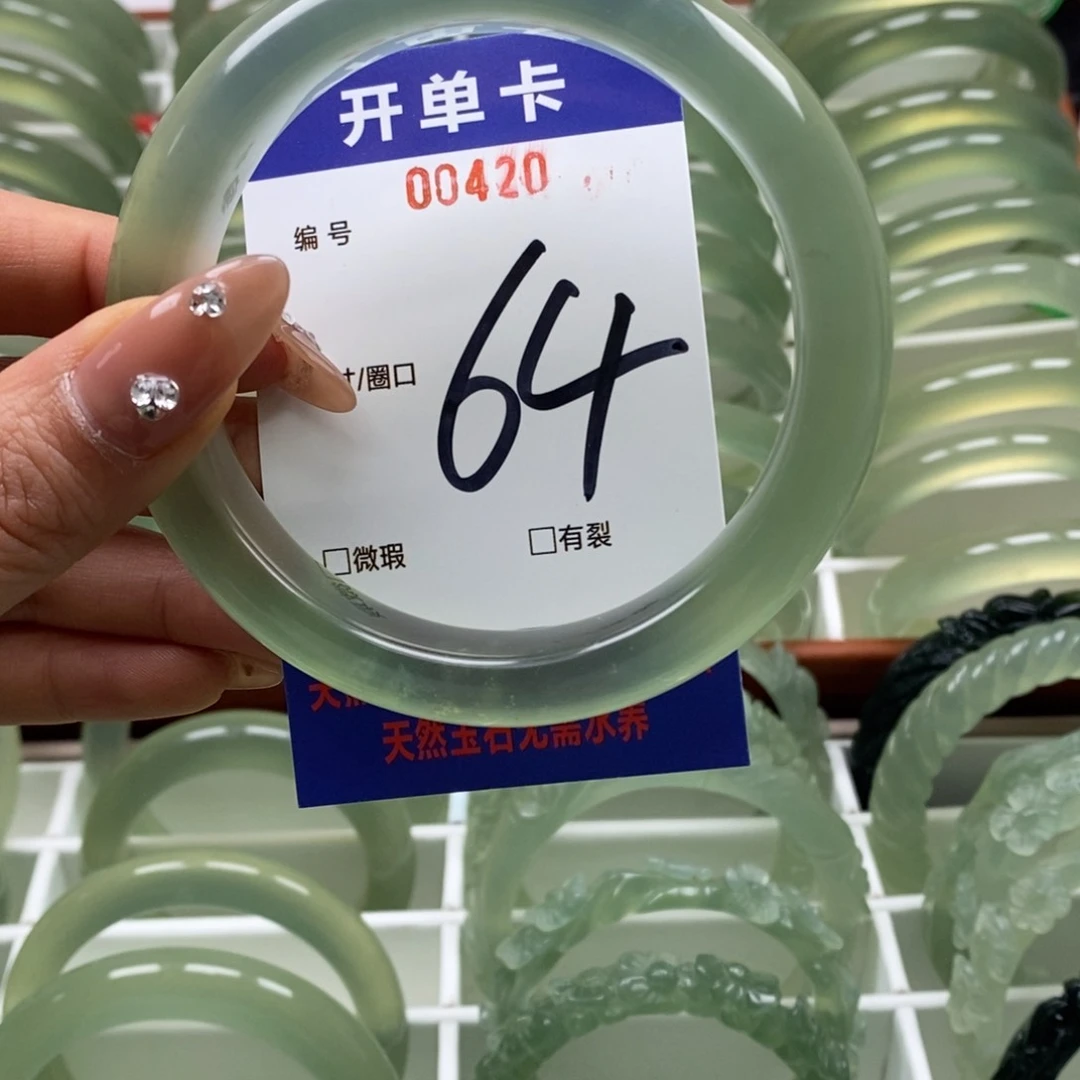 开单卡
00420
编号
/圈口
64
□微瑕 □有裂
天然玉石无需水养